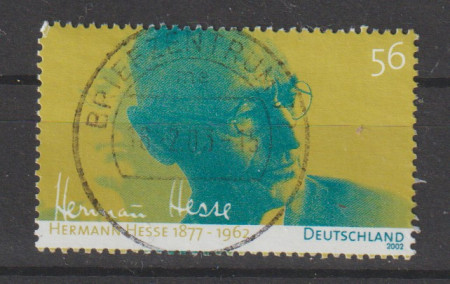 56
BRIEFZENTRUM
Hermann Hesse
HERMANN HESSE 1877 - 1962
DEUTSCHLAND
2002